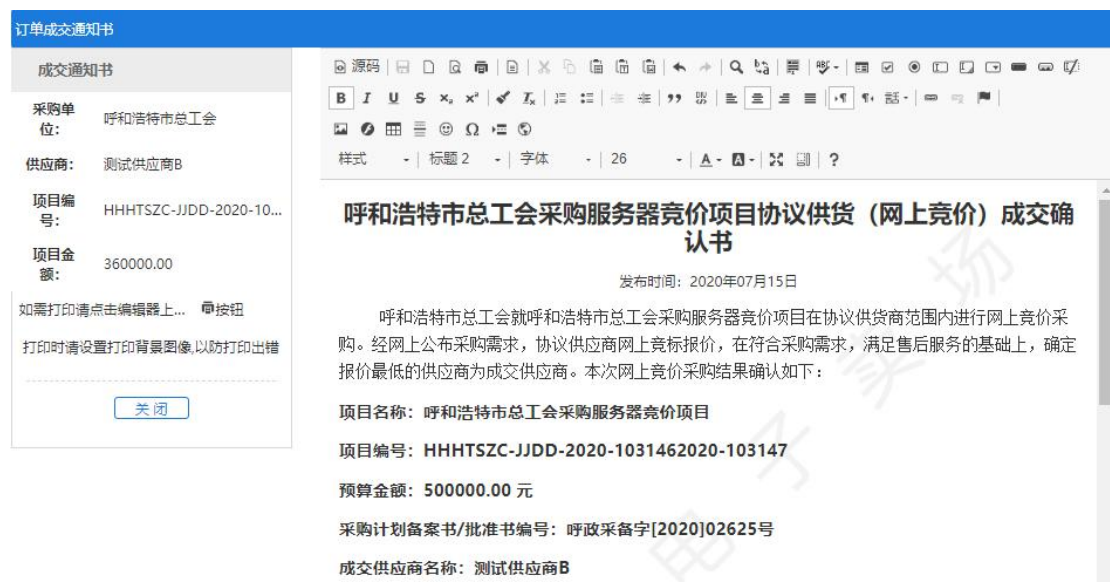 订单成交通知书
成交通知书
采购单
位：
呼和浩特市总工会
供应商：
测试供应商B
项目编
号：
HHHTSZC-JJDD-2020-10...
项目金
额：
360000.00
如需打印请点击编辑器上... 按钮
打印时请设置打印背景图像,以防打印出错
关闭
源码
样式 标题 2 字体 26
呼和浩特市总工会采购服务器竞价项目协议供货（网上竞价）成交确
认书
发布时间：2020年07月15日
呼和浩特市总工会就呼和浩特市总工会采购服务器竞价项目在协议供货商范围内进行网上竞价采
购。经网上公布采购需求，协议供应商网上竞标报价，在符合采购需求，满足售后服务的基础上，确定
报价最低的供应商为成交供应商。本次网上竞价采购结果确认如下：
项目名称：呼和浩特市总工会采购服务器竞价项目
项目编号：HHHTSZC-JJDD-2020-1031462020-103147
预算金额：500000.00 元
采购计划备案书/批准书编号：呼政采备字[2020]02625号
成交供应商名称：测试供应商B
电子卖场